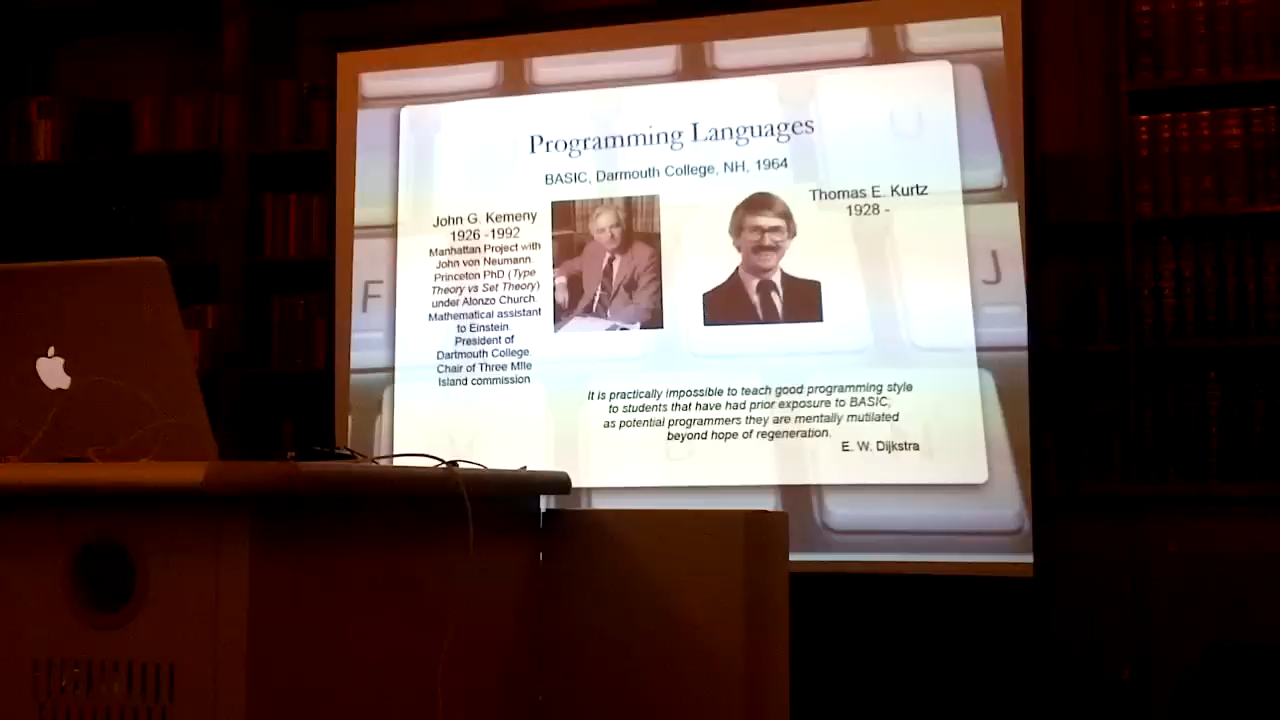 Programming Languages
BASIC, Darmouth College, NH, 1964
John G. Kemeny
1926 -1992
Manhattan Project with
John von Neumann.
Princeton PhD (Type
Theory vs Set Theory)
under Alonzo Church.
Mathematical assistant
to Einstein.
President of
Dartmouth College.
Chair of Three MIle
Island commission
Thomas E. Kurtz
1928 -
It is practically impossible to teach good programming style
to students that have had prior exposure to BASIC;
as potential programmers they are mentally mutilated
beyond hope of regeneration.
E. W. Dijkstra
F
J
U